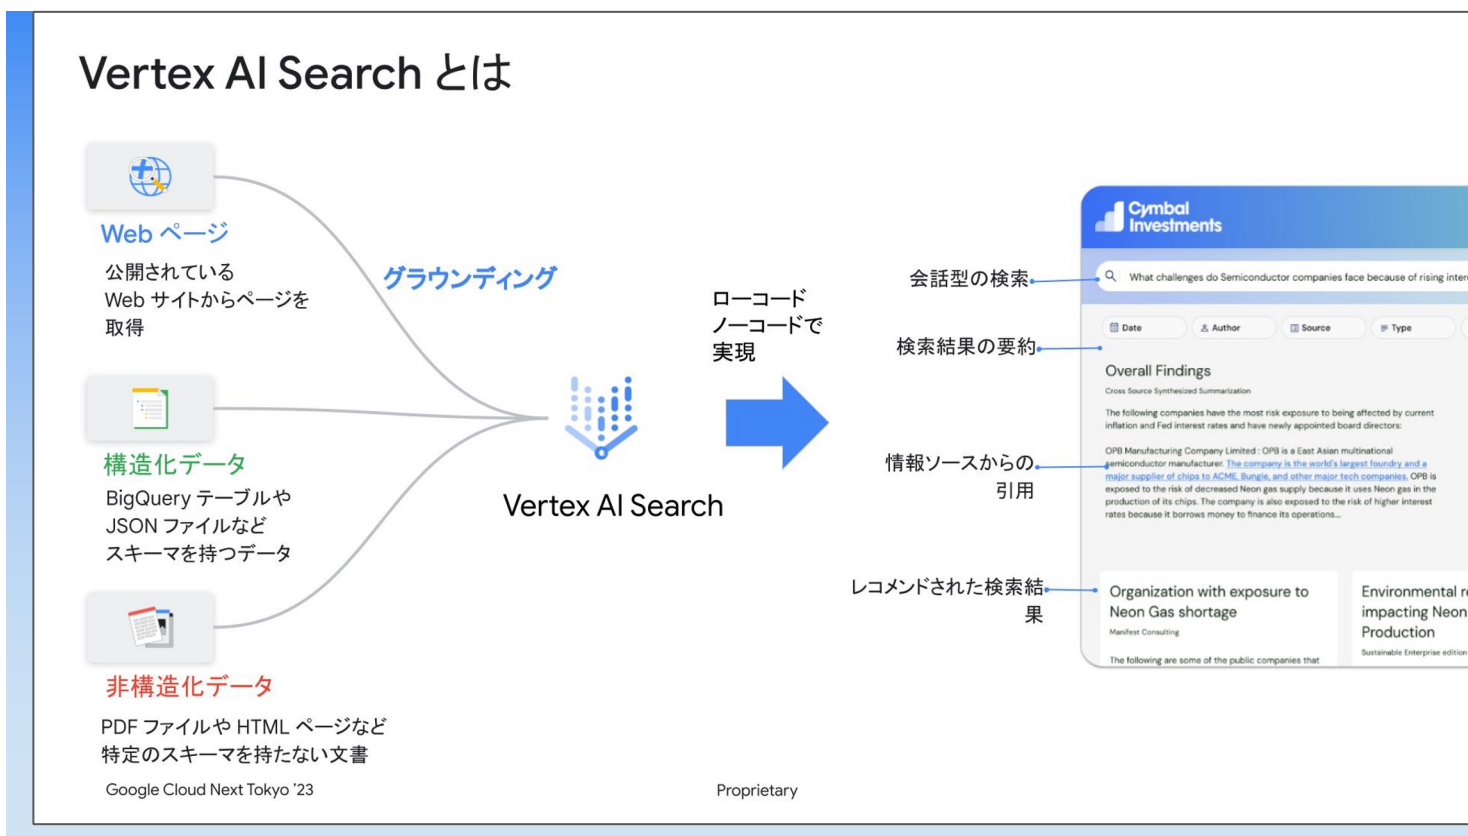 Vertex AI Search とは
Web ページ
公開されている
Web サイトからページを
取得
構造化データ
BigQuery テーブルや
JSON ファイルなど
スキーマを持つデータ
非構造化データ
PDF ファイルや HTML ページなど
特定のスキーマを持たない文書
グラウンディング
Vertex AI Search
ローコード
ノーコードで
実現
会話型の検索
検索結果の要約
情報ソースからの
引用
レコメンドされた検索結
果
Cymbal
Investments
What challenges do Semiconductor companies face because of rising inter
Date
Author
Source
Type
Overall Findings
Cross Source Synthesized Summarization
The following companies have the most risk exposure to being affected by current
inflation and Fed interest rates and have newly appointed board directors:
OPB Manufacturing Company Limited : OPB is a East Asian multinational
semiconductor manufacturer. The company is the world's largest foundry and a
major supplier of chips to ACME, Bungie, and other major tech companies. OPB is
exposed to the risk of decreased Neon gas supply because it uses Neon gas in the
production of its chips. The company is also exposed to the risk of higher interest
rates because it borrows money to finance its operations...
Organization with exposure to
Neon Gas shortage
Manifest Consulting
The following are some of the public companies that
Environmental r
impacting Neon
Production
Sustainable Enterprise edition
Google Cloud Next Tokyo '23
Proprietary